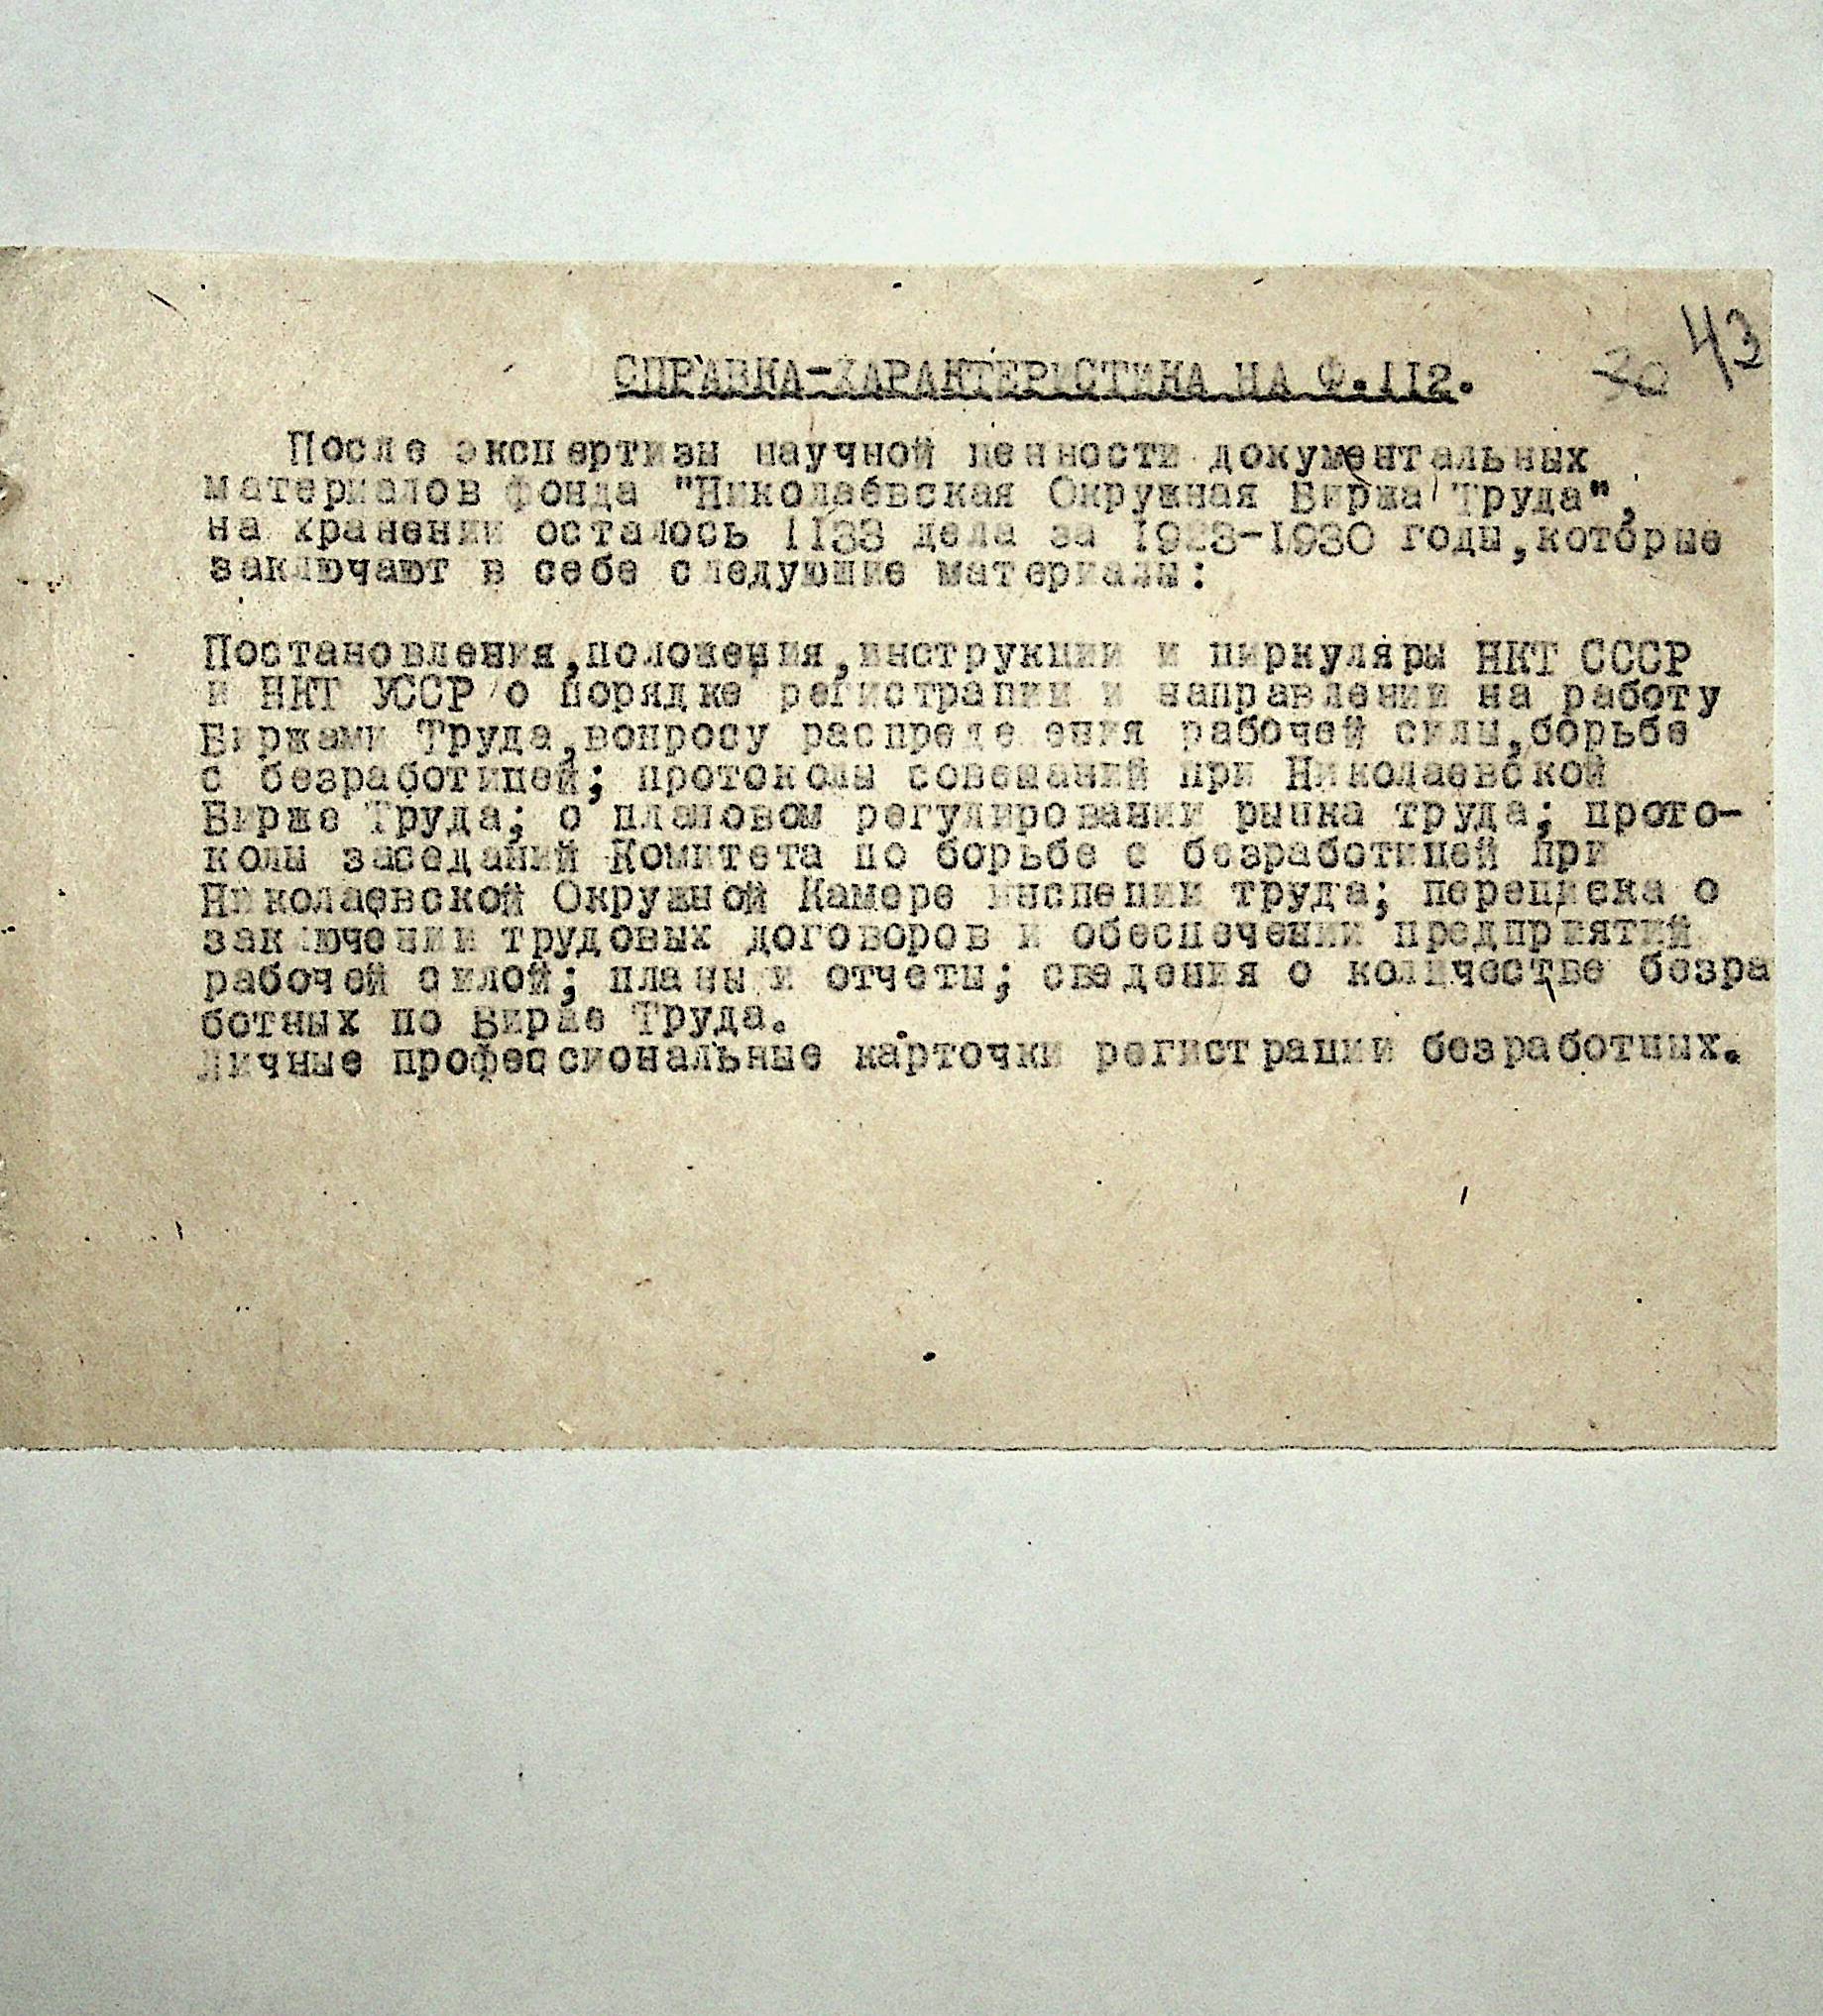 43
30
СПРАВКА-ХАРАКТЕРИСТИКА НА Ф.112.
После экспертизы научной ценности документальных
материалов фонда "Николаевская Окружная Биржа Труда",
на хранении осталось 1133 дела за 1923-1930 годы,которые
заключают в себе следующие материалы:
Постановления,положения,инструкции и циркуляры НКТ СССР
и НКТ УССР о порядке регистрации и направлении на работу
Биржами Труда,вопросу распределения рабочей силы,борьбе
с безработицей; протоколы совещаний при Николаевской
Бирже Труда; о плановом регулировании рынка труда; прото-
колы заседаний Комитета по борьбе с безработицей при
Николаевской Окружной Камере инспеции труда; переписка о
заключении трудовых договоров и обеспечении предприятий
рабочей силой; планы и отчеты; сведения о количестве безра
ботных по Бирже Труда.
Личные профессиональные карточки регистрации безработных.